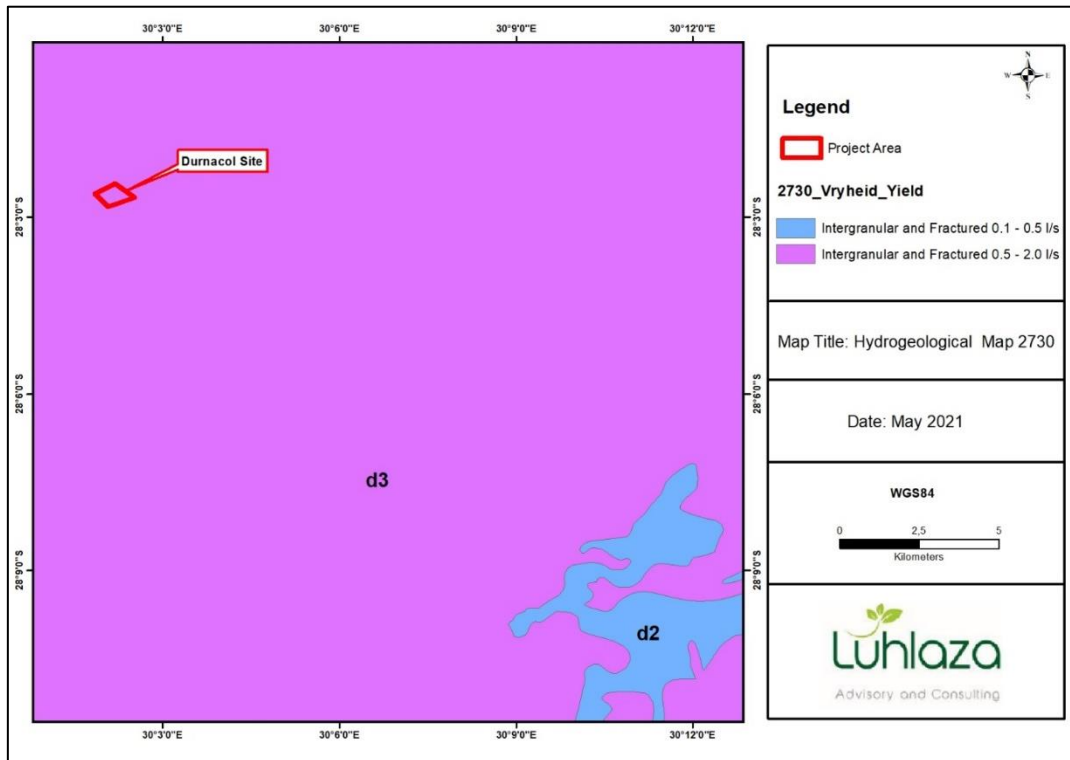 30°3'0"E 30°6'0"E 30°9'0"E 30°12'0"E
Durnacol Site
28°3'0"S 28°3'0"S
28°6'0"S 28°6'0"S
d3
28°9'0"S 28°9'0"S
d2
30°3'0"E 30°6'0"E 30°9'0"E 30°12'0"E
N
W E
S
Legend
Project Area
2730_Vryheid_Yield
Intergranular and Fractured 0.1 - 0.5 l/s
Intergranular and Fractured 0.5 - 2.0 l/s
Map Title: Hydrogeological Map 2730
Date: May 2021
WGS84
0 2,5 5
Kilometers
Luhlaza
Advisory and Consulting